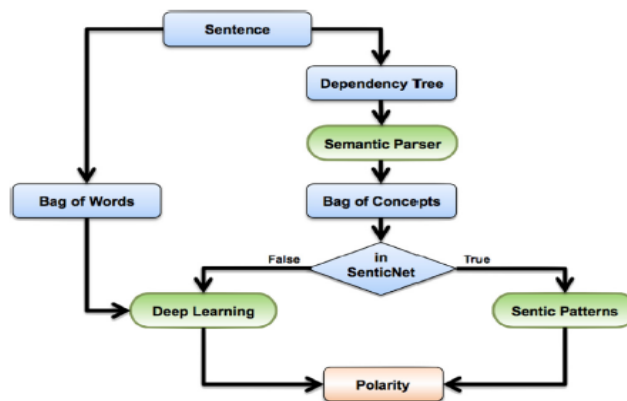 Sentence
Dependency Tree
Semantic Parser
Bag of Words
Bag of Concepts
False
in
SenticNet
True
Deep Learning
Sentic Patterns
Polarity